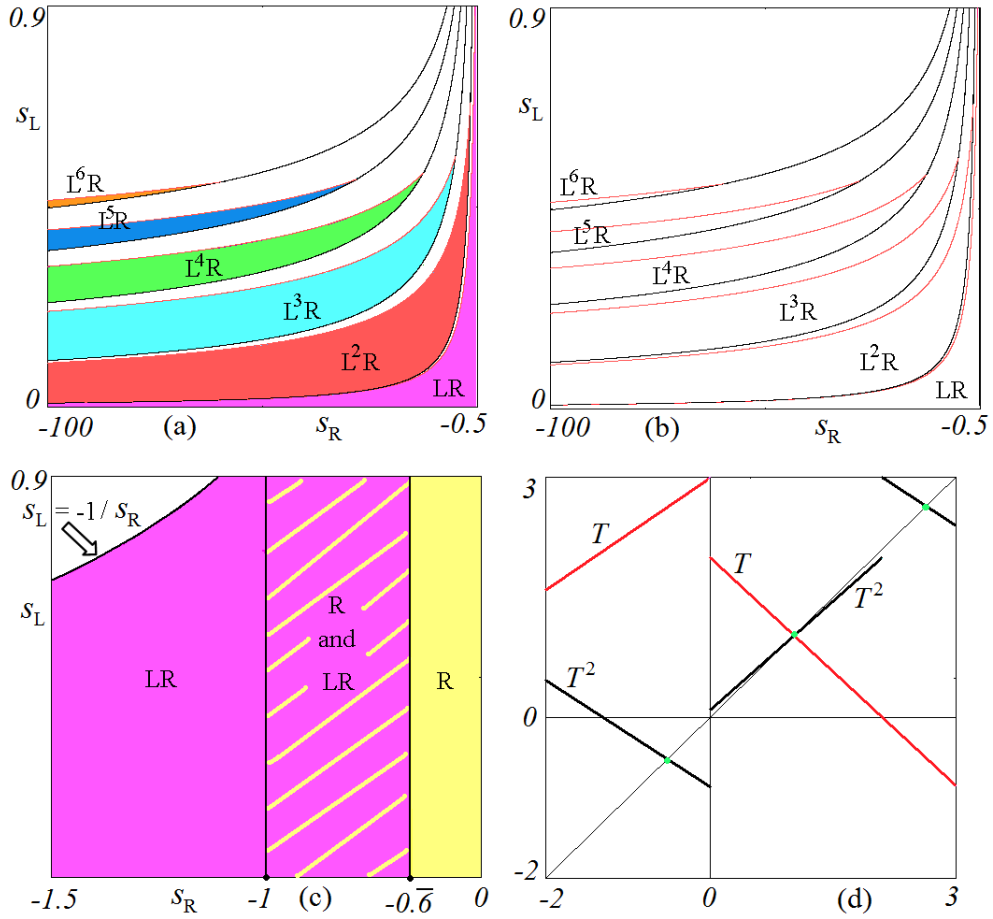 0.9
s_L
L^6R
L^5R
L^4R
L^3R
L^2R
LR
0
-100
(a)
s_R
-0.5
0.9
s_L
L^6R
L^5R
L^4R
L^3R
L^2R
LR
0
-100
(b)
s_R
-0.5
0.9
s_L = -1 / s_R
s_L
R
and
LR
LR
R
-1.5
s_R
-1
(c)
-0.6̅
0
3
T
T
T^2
T^2
0
-2
-2
0
(d)
3